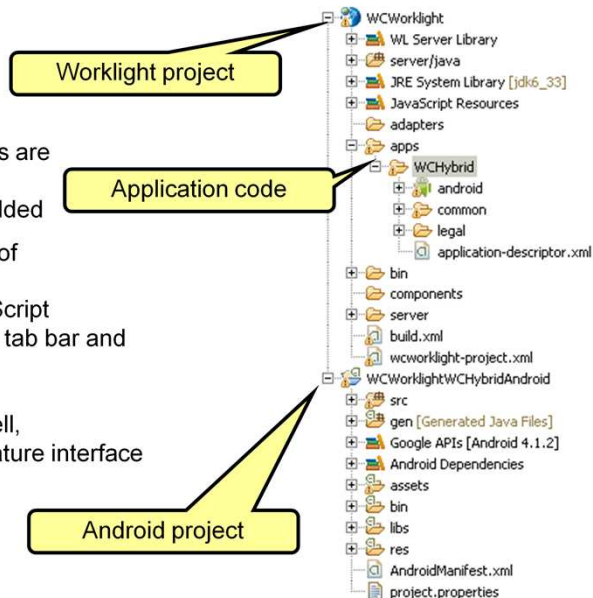 Worklight project
s are
Application code
lded
of
Script
tab bar and
ell,
ature interface
Android project
WCWorklight
WL Server Library
server/java
JRE System Library [jdk6_33]
JavaScript Resources
adapters
apps
WCHybrid
android
common
legal
application-descriptor.xml
bin
components
server
build.xml
wcworklight-project.xml
WCWorklightWCHybridAndroid
src
gen [Generated Java Files]
Google APIs [Android 4.1.2]
Android Dependencies
assets
bin
libs
res
AndroidManifest.xml
project.properties